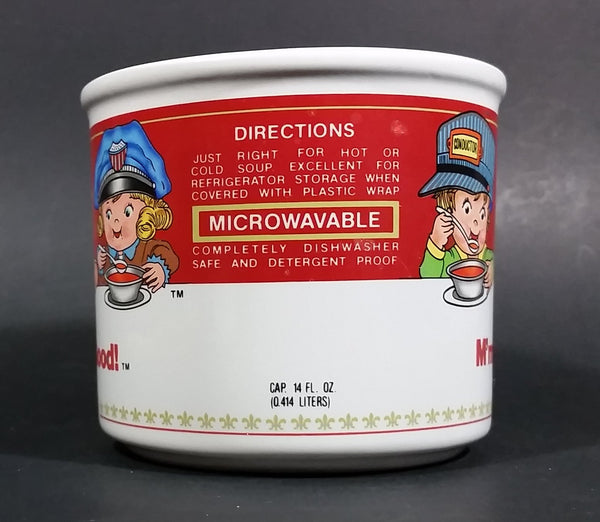 DIRECTIONS
JUST RIGHT FOR HOT OR
COLD SOUP. EXCELLENT FOR
REFRIGERATOR STORAGE WHEN
COVERED WITH PLASTIC WRAP
MICROWAVABLE
COMPLETELY DISHWASHER
SAFE AND DETERGENT PROOF
CONDUCTOR
TM
ood! TM
M'm
CAP. 14 FL. OZ.
(0.414 LITERS)